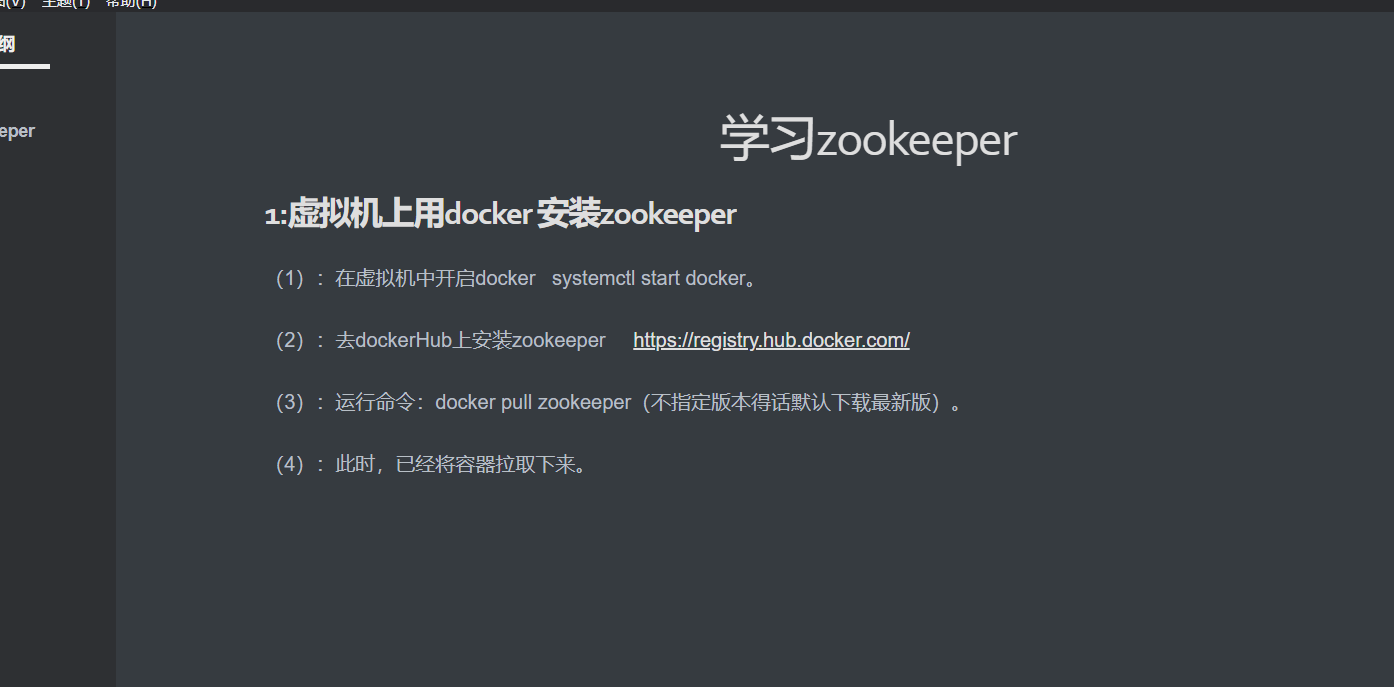 (V) 主题(T) 帮助(H)
纲
eper
学习zookeeper
1:虚拟机上用docker 安装zookeeper
（1）：在虚拟机中开启docker systemctl start docker。
（2）：去dockerHub上安装zookeeper https://registry.hub.docker.com/
（3）：运行命令：docker pull zookeeper（不指定版本得话默认下载最新版）。
（4）：此时，已经将容器拉取下来。